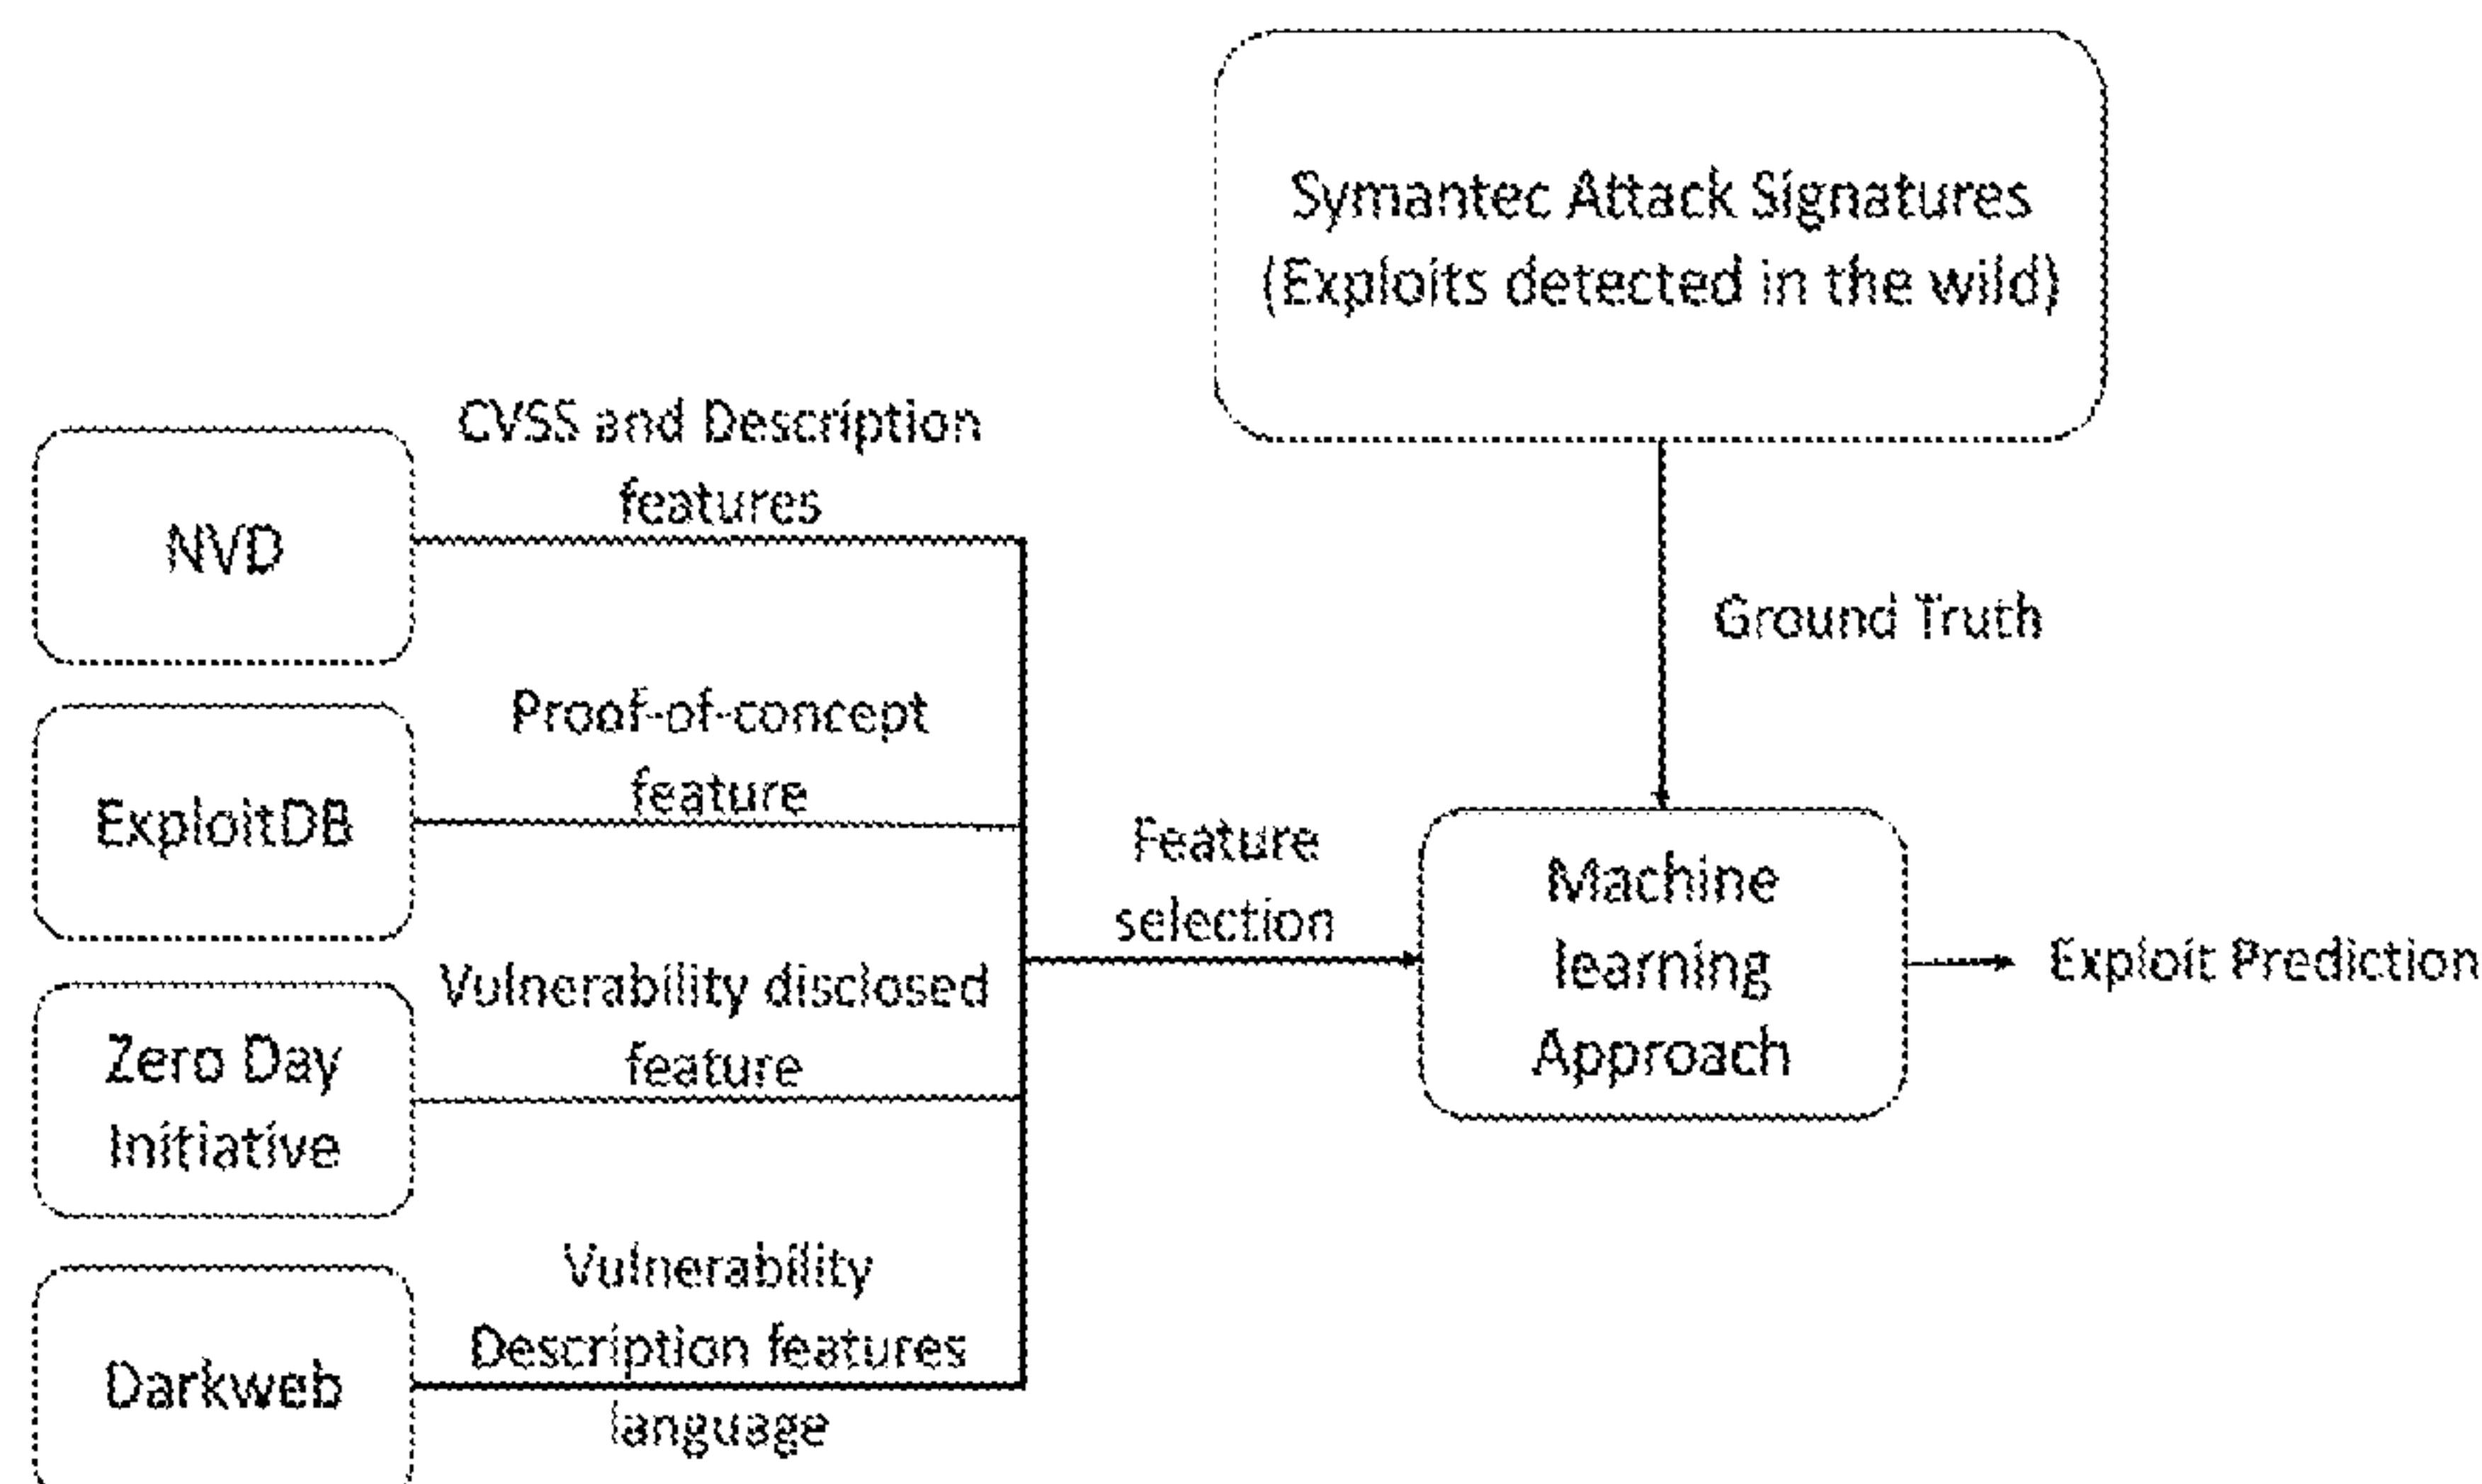 Symantec Attack Signatures
(Exploits detected in the wild)
CVSS and Description
features
NVD
Ground Truth
Proof-of-concept
feature
ExploitDB
Feature
selection
Machine
learning
Approach
Exploit Prediction
Vulnerability disclosed
feature
Zero Day
Initiative
Vulnerability
Description features
language
Darkweb